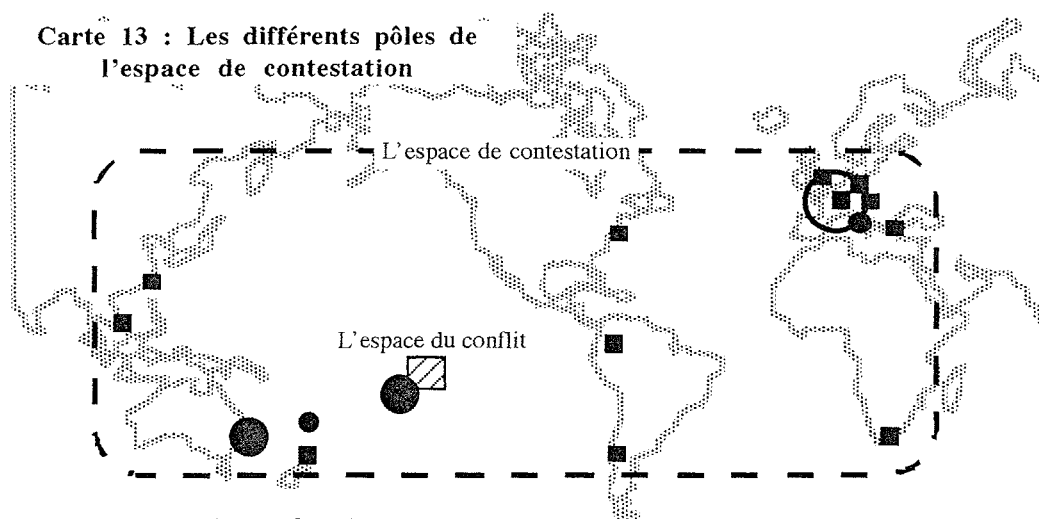 Carte 13 : Les différents pôles de
l'espace de contestation
L'espace de contestation
L'espace du conflit